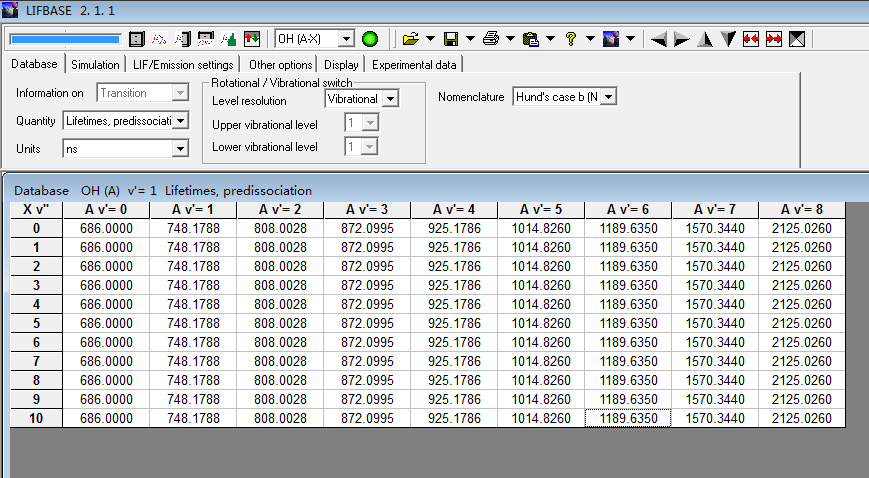 LIFBASE 2. 1. 1
OH (A-X)
Database Simulation LIF/Emission settings Other options Display Experimental data
Information on Transition
Quantity Lifetimes, predissociati
Units ns
Rotational / Vibrational switch
Level resolution Vibrational
Upper vibrational level 1
Lower vibrational level 1
Nomenclature Hund's case b (N
Database OH (A) v'= 1 Lifetimes, predissociation
X v'' A v'= 0 A v'= 1 A v'= 2 A v'= 3 A v'= 4 A v'= 5 A v'= 6 A v'= 7 A v'= 8
0 686.0000 748.1788 808.0028 872.0995 925.1786 1014.8260 1189.6350 1570.3440 2125.0260
1 686.0000 748.1788 808.0028 872.0995 925.1786 1014.8260 1189.6350 1570.3440 2125.0260
2 686.0000 748.1788 808.0028 872.0995 925.1786 1014.8260 1189.6350 1570.3440 2125.0260
3 686.0000 748.1788 808.0028 872.0995 925.1786 1014.8260 1189.6350 1570.3440 2125.0260
4 686.0000 748.1788 808.0028 872.0995 925.1786 1014.8260 1189.6350 1570.3440 2125.0260
5 686.0000 748.1788 808.0028 872.0995 925.1786 1014.8260 1189.6350 1570.3440 2125.0260
6 686.0000 748.1788 808.0028 872.0995 925.1786 1014.8260 1189.6350 1570.3440 2125.0260
7 686.0000 748.1788 808.0028 872.0995 925.1786 1014.8260 1189.6350 1570.3440 2125.0260
8 686.0000 748.1788 808.0028 872.0995 925.1786 1014.8260 1189.6350 1570.3440 2125.0260
9 686.0000 748.1788 808.0028 872.0995 925.1786 1014.8260 1189.6350 1570.3440 2125.0260
10 686.0000 748.1788 808.0028 872.0995 925.1786 1014.8260 1189.6350 1570.3440 2125.0260